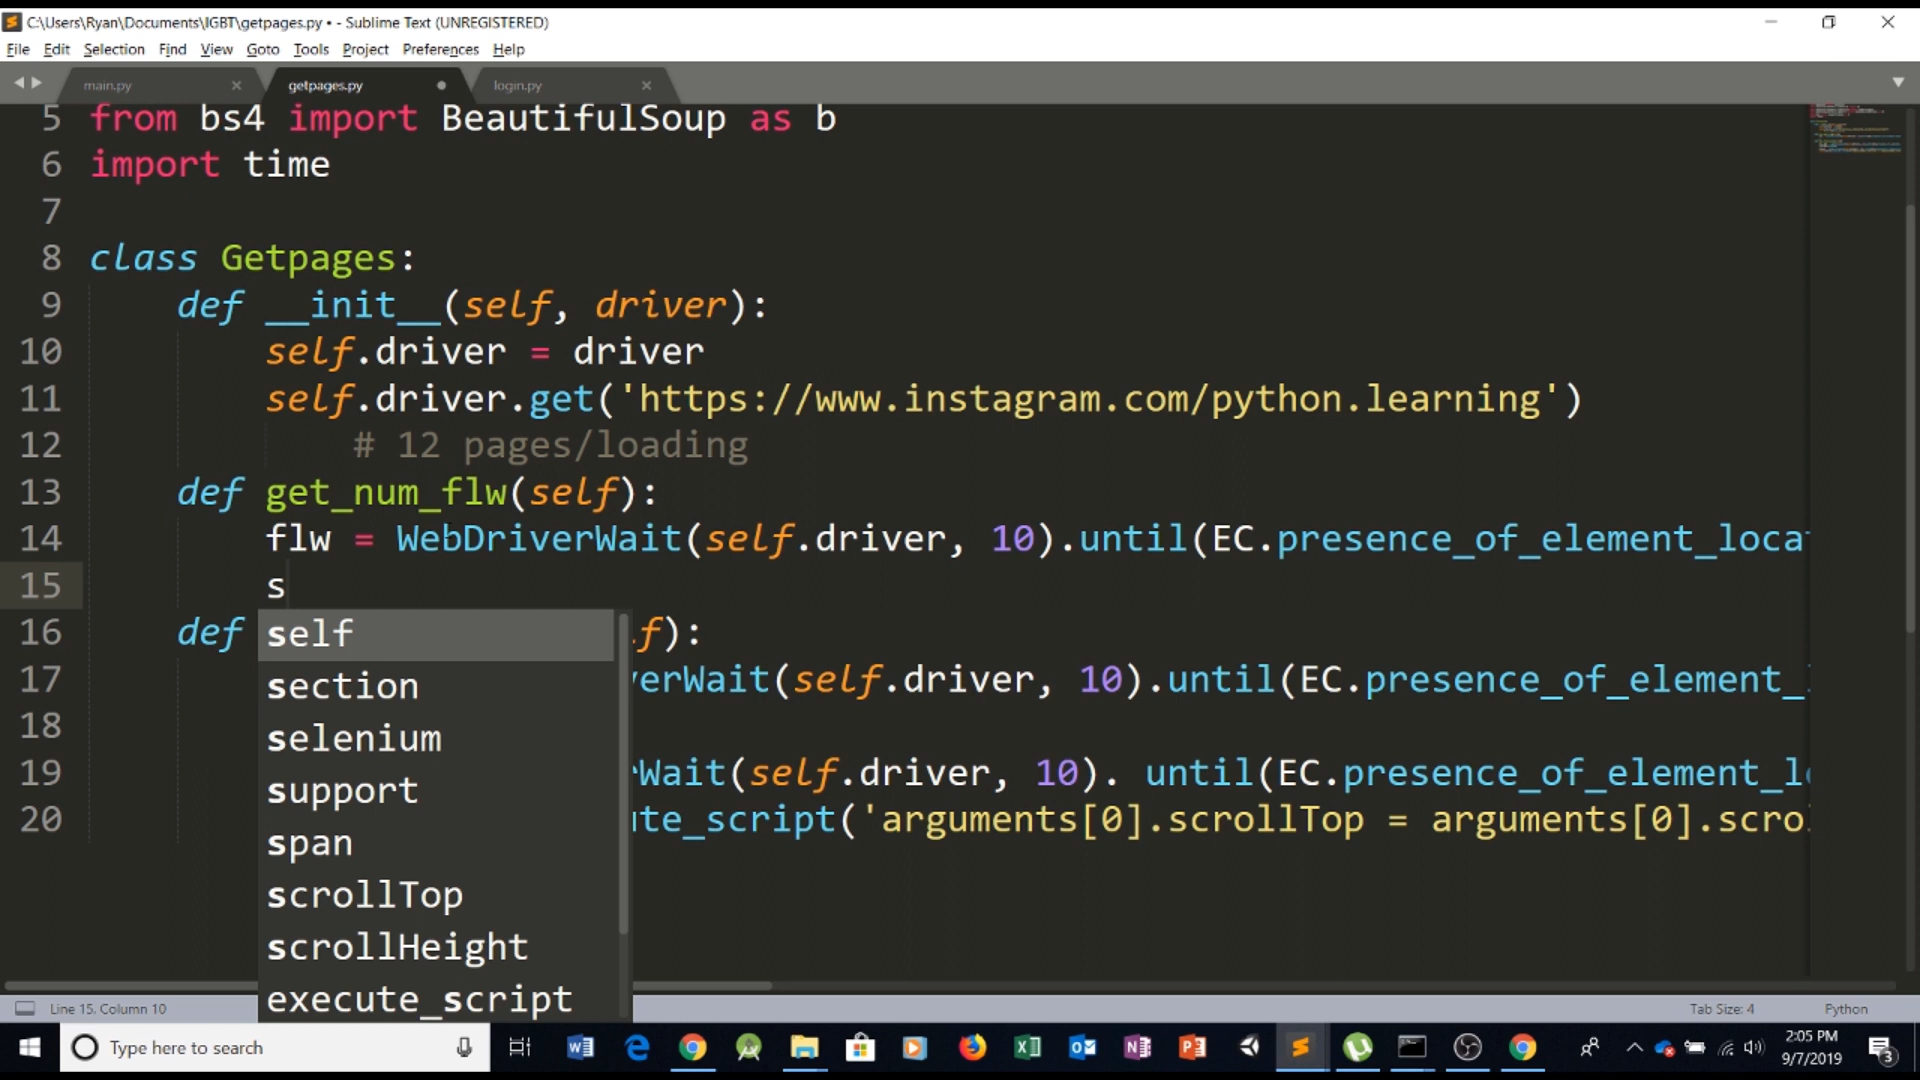 C:\Users\Ryan\Documents\IGBT\getpages.py • - Sublime Text (UNREGISTERED)
File Edit Selection Find View Goto Tools Project Preferences Help
main.py getpages.py login.py
5 from bs4 import BeautifulSoup as b
6 import time
7
8 class Getpages:
9 def __init__(self, driver):
10 self.driver = driver
11 self.driver.get('https://www.instagram.com/python.learning')
12 # 12 pages/loading
13 def get_num_flw(self):
14 flw = WebDriverWait(self.driver, 10).until(EC.presence_of_element_locat
15 s
16 def f):
self
17 verWait(self.driver, 10).until(EC.presence_of_element_l
section
18
selenium
19 rWait(self.driver, 10). until(EC.presence_of_element_lo
support
20 ute_script('arguments[0].scrollTop = arguments[0].scro
span
scrollTop
scrollHeight
execute_script
Line 15, Column 10 Tab Size: 4 Python
Type here to search
2:05 PM
9/7/2019
3